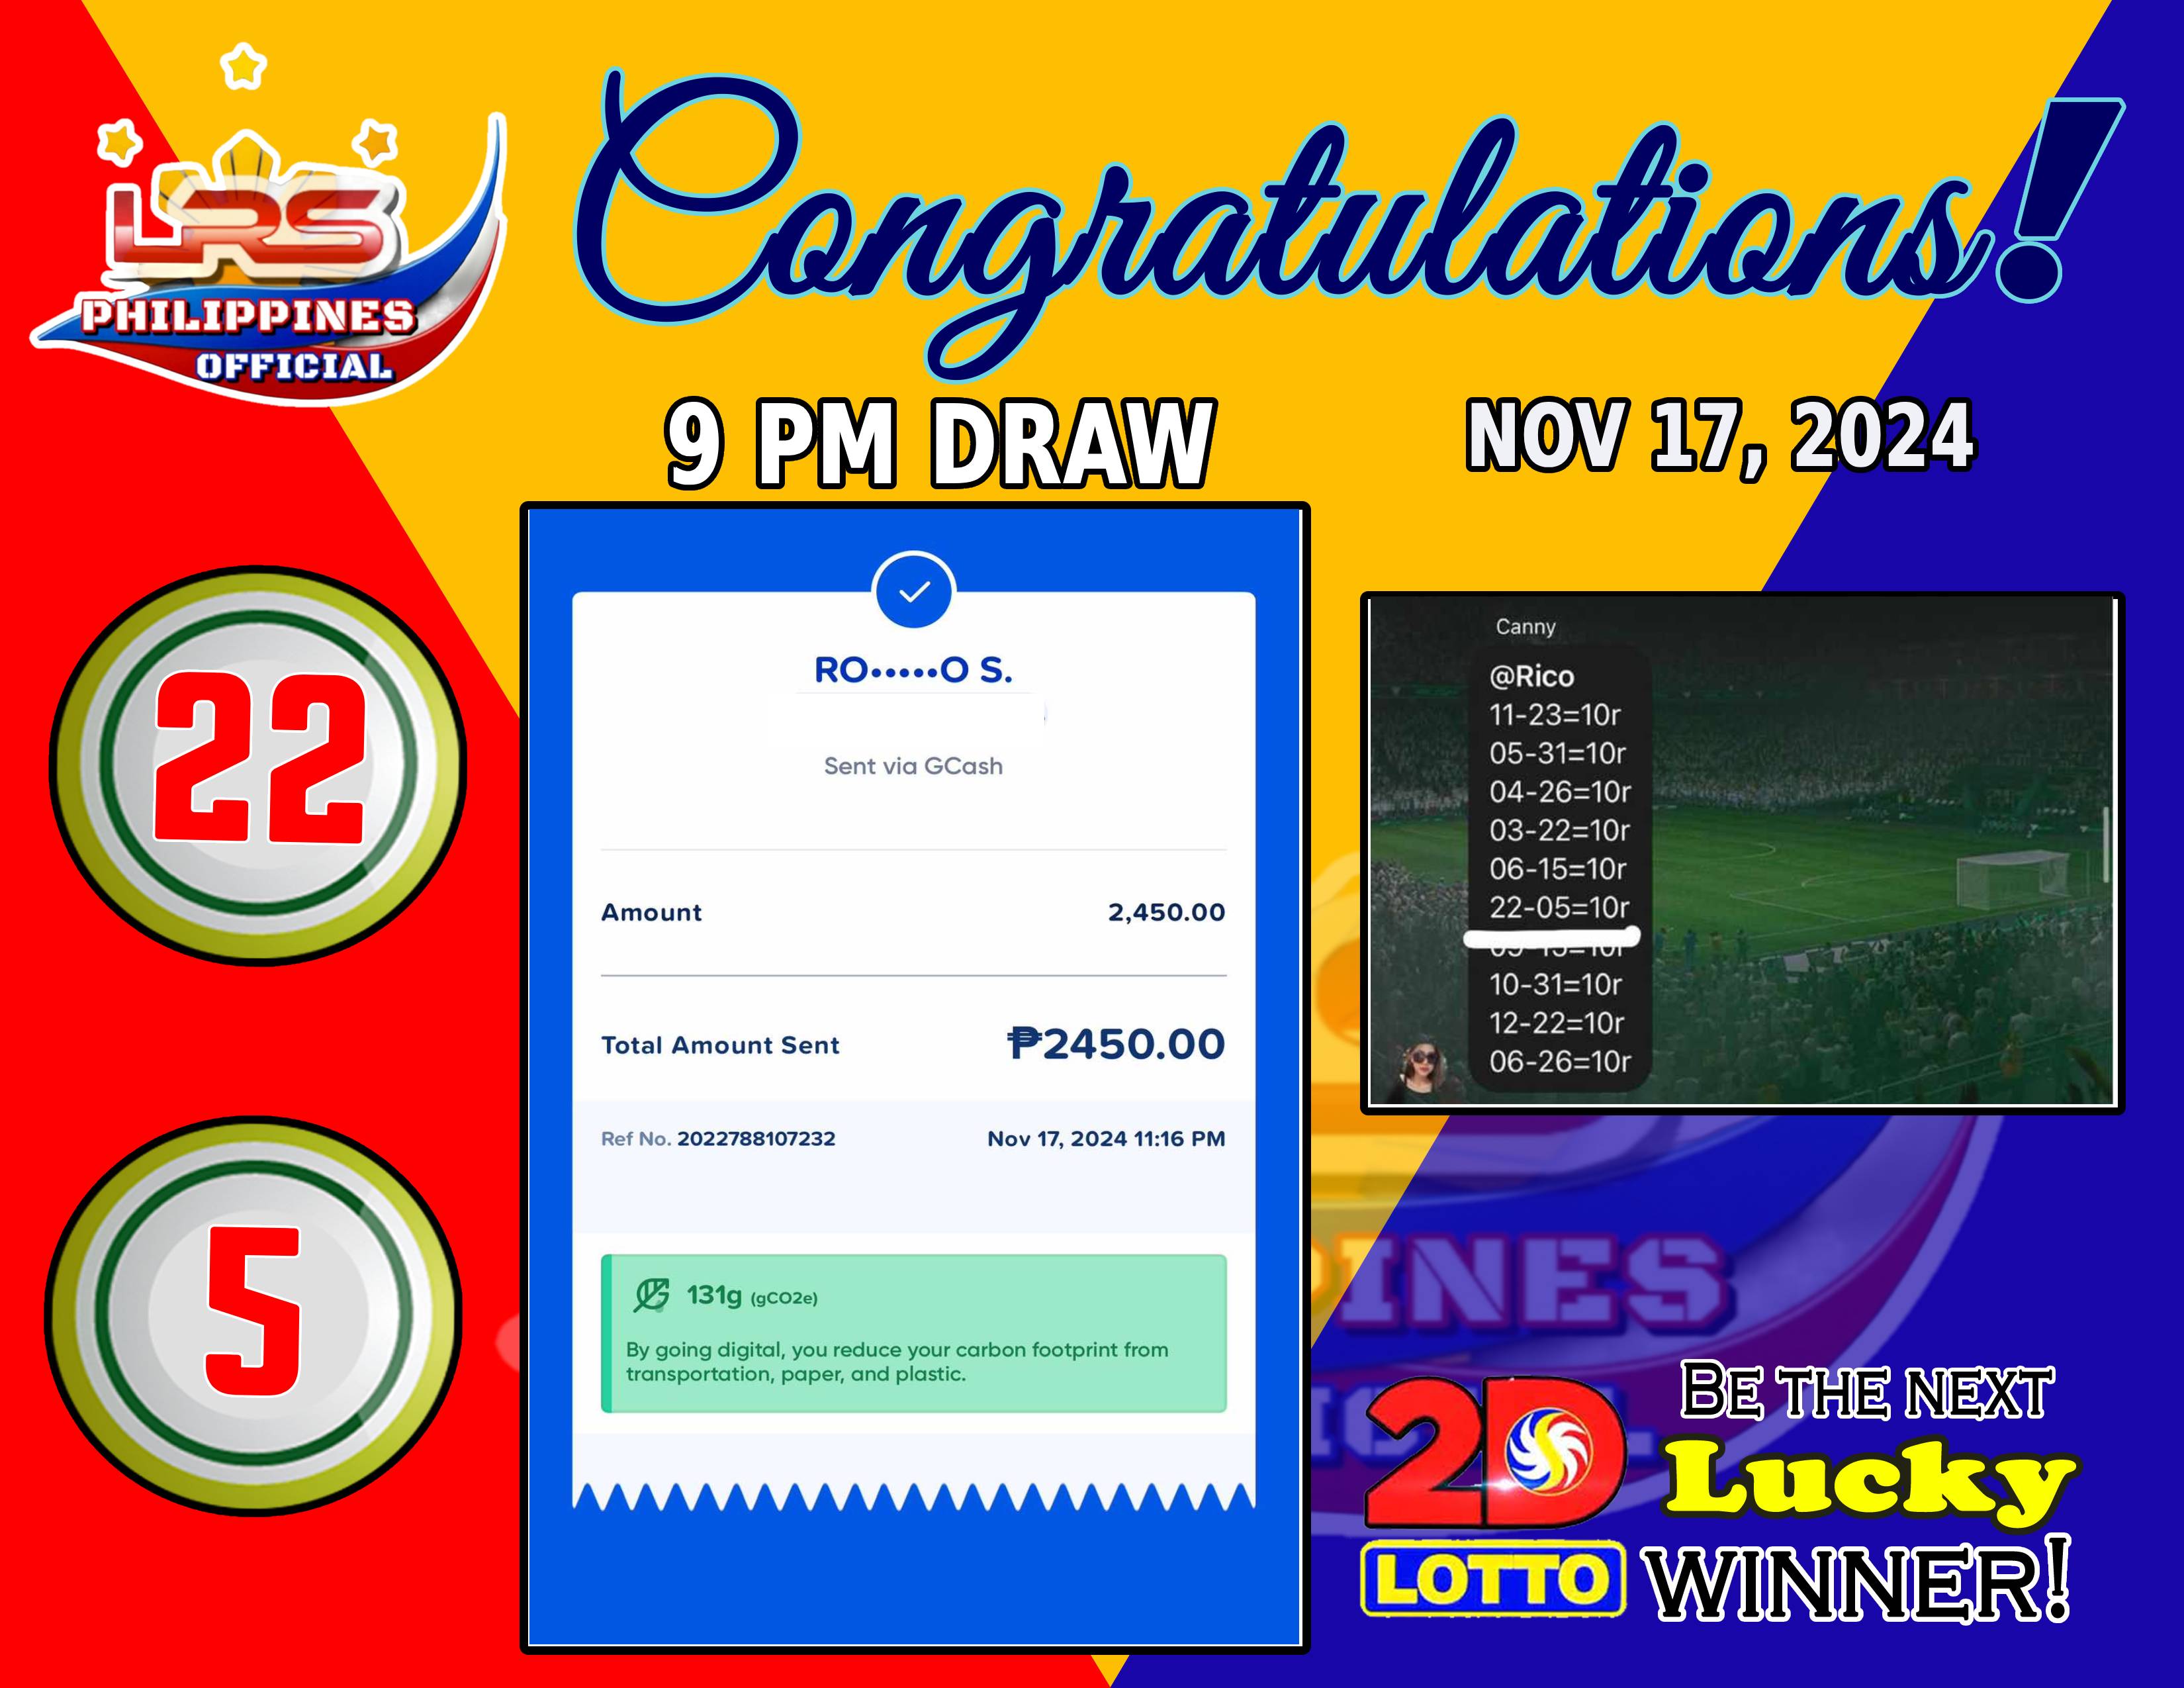 LRS
PHILIPPINES
OFFICIAL
Congratulations!
9 PM DRAW
NOV 17, 2024
22
5
RO•••••O S.
Sent via GCash
Amount 2,450.00
Total Amount Sent ₱2450.00
Ref No. 2022788107232 Nov 17, 2024 11:16 PM
131g (gCO2e)
By going digital, you reduce your carbon footprint from
transportation, paper, and plastic.
Canny
@Rico
11-23=10r
05-31=10r
04-26=10r
03-22=10r
06-15=10r
22-05=10r
10-31=10r
12-22=10r
06-26=10r
PINES
2D
LOTTO
BE THE NEXT
Lucky
WINNER!